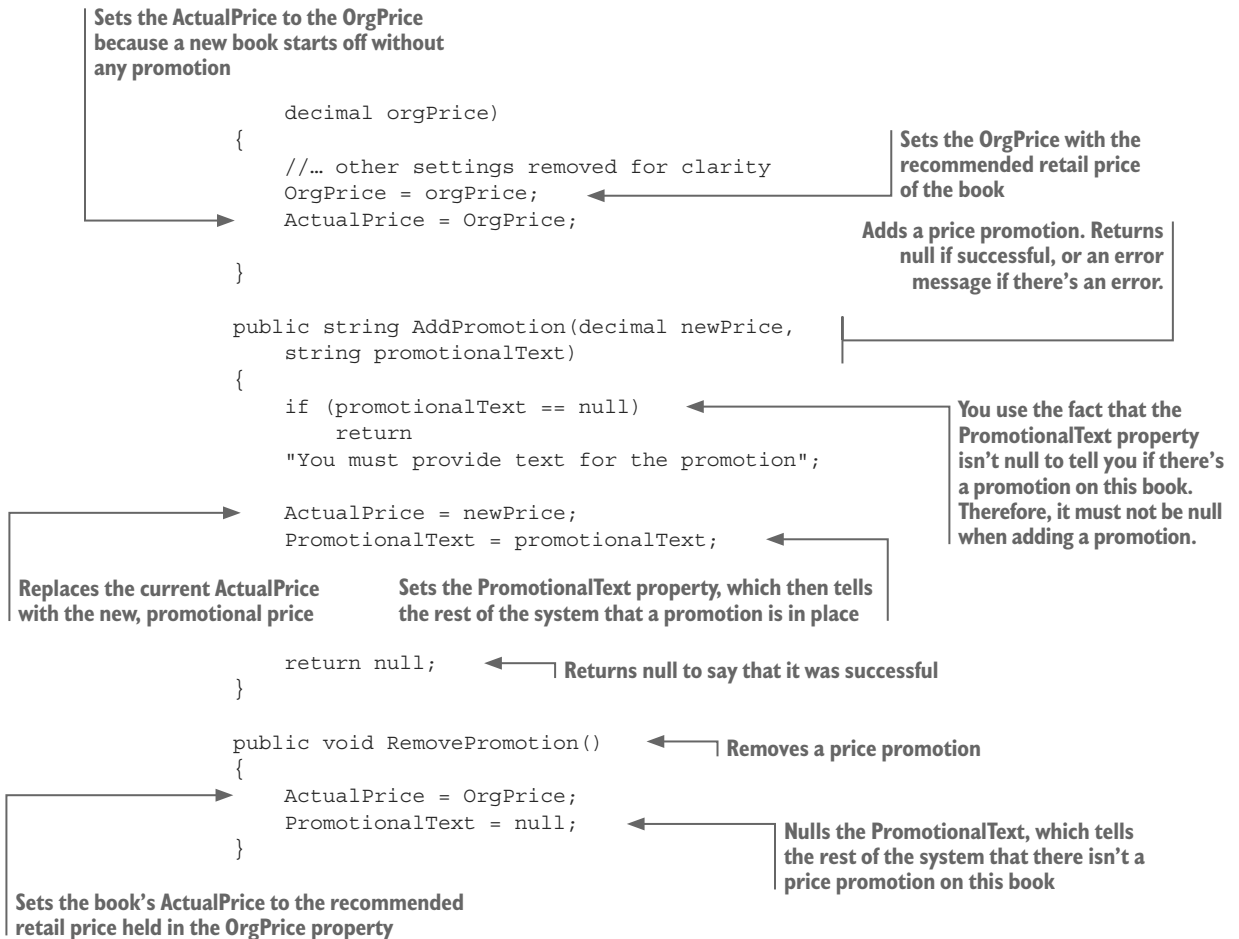 Sets the ActualPrice to the OrgPrice
because a new book starts off without
any promotion
decimal orgPrice)
{
//… other settings removed for clarity
OrgPrice = orgPrice;
ActualPrice = OrgPrice;
}
Sets the OrgPrice with the
recommended retail price
of the book
Adds a price promotion. Returns
null if successful, or an error
message if there’s an error.
public string AddPromotion(decimal newPrice,
string promotionalText)
{
if (promotionalText == null)
return
"You must provide text for the promotion";
You use the fact that the
PromotionalText property
isn’t null to tell you if there’s
a promotion on this book.
Therefore, it must not be null
when adding a promotion.
ActualPrice = newPrice;
PromotionalText = promotionalText;
Replaces the current ActualPrice
with the new, promotional price
Sets the PromotionalText property, which then tells
the rest of the system that a promotion is in place
return null;
Returns null to say that it was successful
}
public void RemovePromotion()
Removes a price promotion
{
ActualPrice = OrgPrice;
PromotionalText = null;
}
Nulls the PromotionalText, which tells
the rest of the system that there isn’t a
price promotion on this book
Sets the book’s ActualPrice to the recommended
retail price held in the OrgPrice property